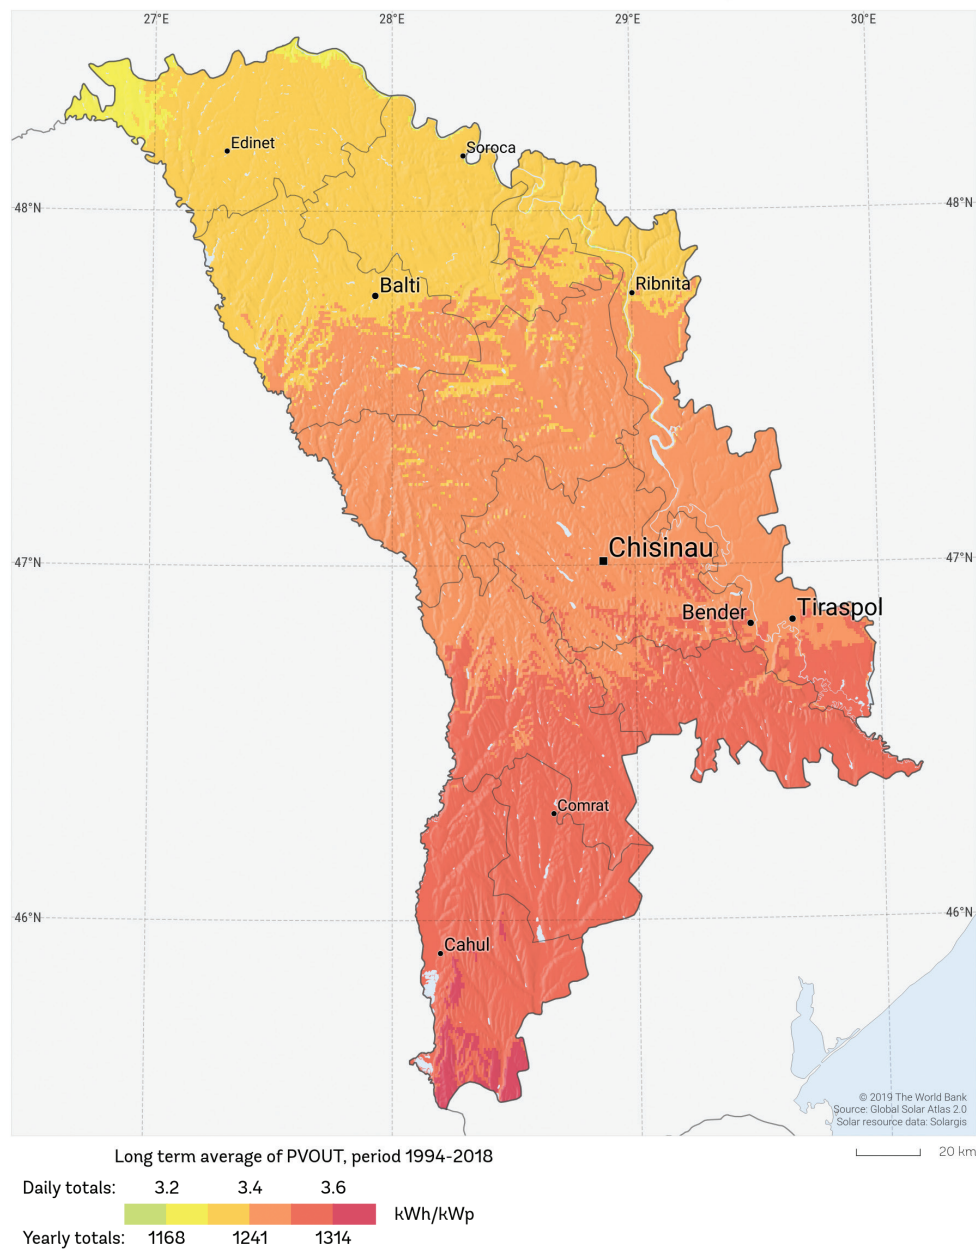 27°E 28°E 29°E 30°E
Edinet
Soroca
48°N 48°N
Balti
Ribnita
Chisinau
47°N 47°N
Bender
Tiraspol
Comrat
46°N 46°N
Cahul
© 2019 The World Bank
Source: Global Solar Atlas 2.0
Solar resource data: Solargis
20 km
Long term average of PVOUT, period 1994-2018
Daily totals: 3.2 3.4 3.6
kWh/kWp
Yearly totals: 1168 1241 1314